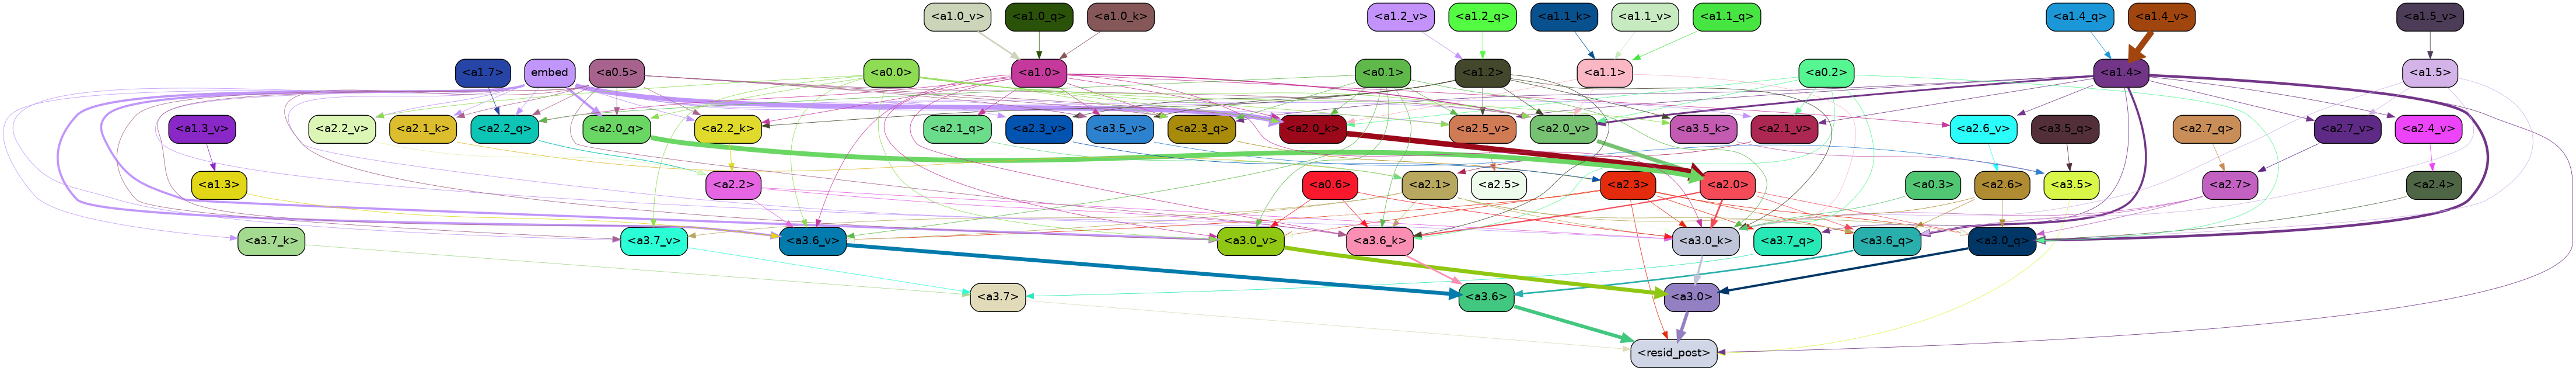 <a1.0_v> <a1.0_q> <a1.0_k> <a1.2_v> <a1.2_q> <a1.1_k> <a1.1_v> <a1.1_q> <a1.4_q> <a1.4_v> <a1.5_v>
<a1.7> embed <a0.5> <a0.0> <a1.0> <a0.1> <a1.2> <a1.1> <a0.2> <a1.4> <a1.5>
<a1.3_v> <a2.2_v> <a2.1_k> <a2.2_q> <a2.0_q> <a2.2_k> <a2.1_q> <a2.3_v> <a3.5_v> <a2.3_q> <a2.0_k> <a2.5_v> <a2.0_v> <a3.5_k> <a2.1_v> <a2.6_v> <a3.5_q> <a2.7_q> <a2.7_v> <a2.4_v>
<a1.3> <a2.2> <a0.6> <a2.1> <a2.5> <a2.3> <a2.0> <a0.3> <a2.6> <a3.5> <a2.7> <a2.4>
<a3.7_k> <a3.7_v> <a3.6_v> <a3.0_v> <a3.6_k> <a3.0_k> <a3.7_q> <a3.6_q> <a3.0_q>
<a3.7> <a3.6> <a3.0>
<resid_post>